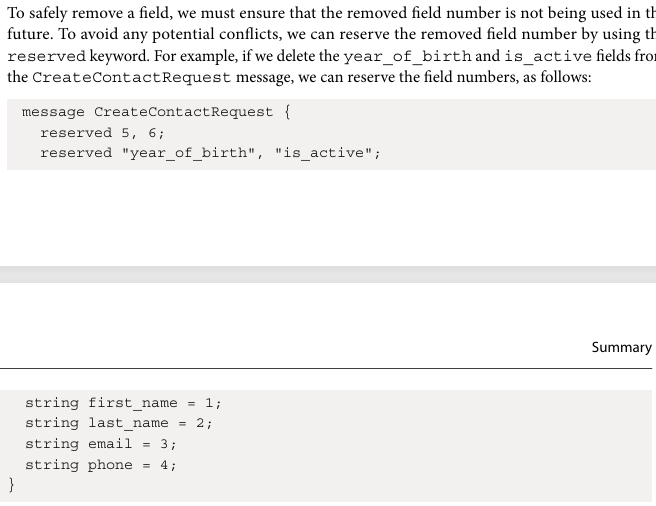 To safely remove a field, we must ensure that the removed field number is not being used in th
future. To avoid any potential conflicts, we can reserve the removed field number by using th
reserved keyword. For example, if we delete the year_of_birth and is_active fields from
the CreateContactRequest message, we can reserve the field numbers, as follows:
message CreateContactRequest {
reserved 5, 6;
reserved "year_of_birth", "is_active";
Summary
string first_name = 1;
string last_name = 2;
string email = 3;
string phone = 4;
}